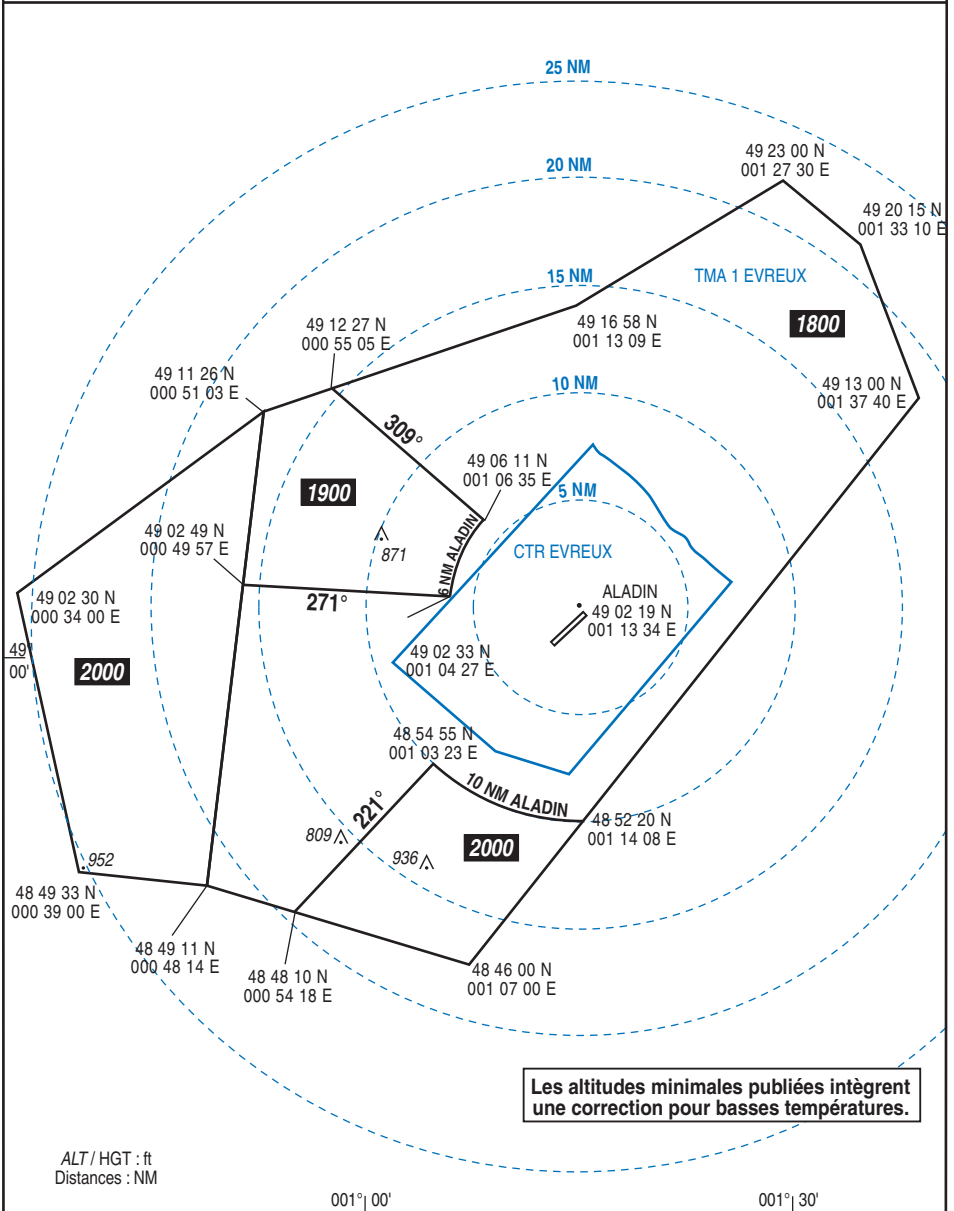 25 NM
49 23 00 N
001 27 30 E
20 NM
49 20 15 N
001 33 10 E
15 NM
TMA 1 EVREUX
49 12 27 N
000 55 05 E
49 16 58 N
001 13 09 E
1800
49 11 26 N
000 51 03 E
10 NM
49 13 00 N
001 37 40 E
309°
49 06 11 N
001 06 35 E
1900
5 NM
49 02 49 N
000 49 57 E
871
6 NM ALADIN
CTR EVREUX
49 02 30 N
000 34 00 E
271°
ALADIN
49 02 19 N
001 13 34 E
49°
00'
2000
49 02 33 N
001 04 27 E
48 54 55 N
001 03 23 E
10 NM ALADIN
221°
809
48 52 20 N
001 14 08 E
936
2000
952
48 49 33 N
000 39 00 E
48 49 11 N
000 48 14 E
48 48 10 N
000 54 18 E
48 46 00 N
001 07 00 E
Les altitudes minimales publiées intègrent
une correction pour basses températures.
ALT / HGT : ft
Distances : NM
001° 00'
001° 30'